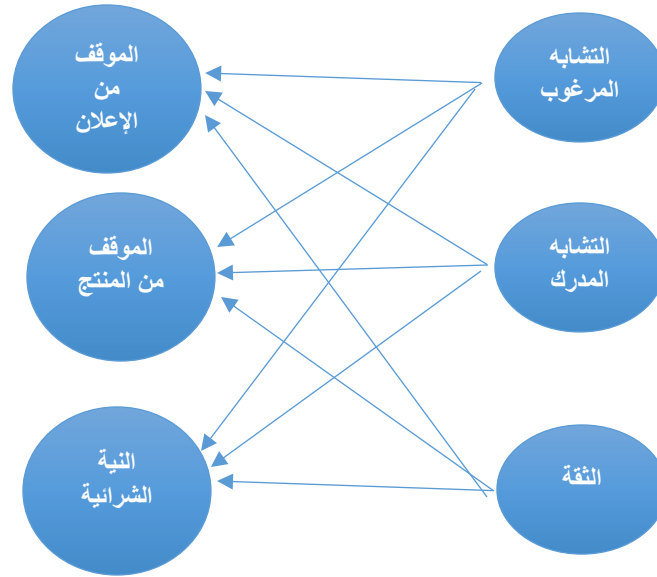 التشابه
المرغوب
الموقف
من
الإعلان
التشابه
المدرك
الموقف
من المنتج
الثقة
النية
الشرائية